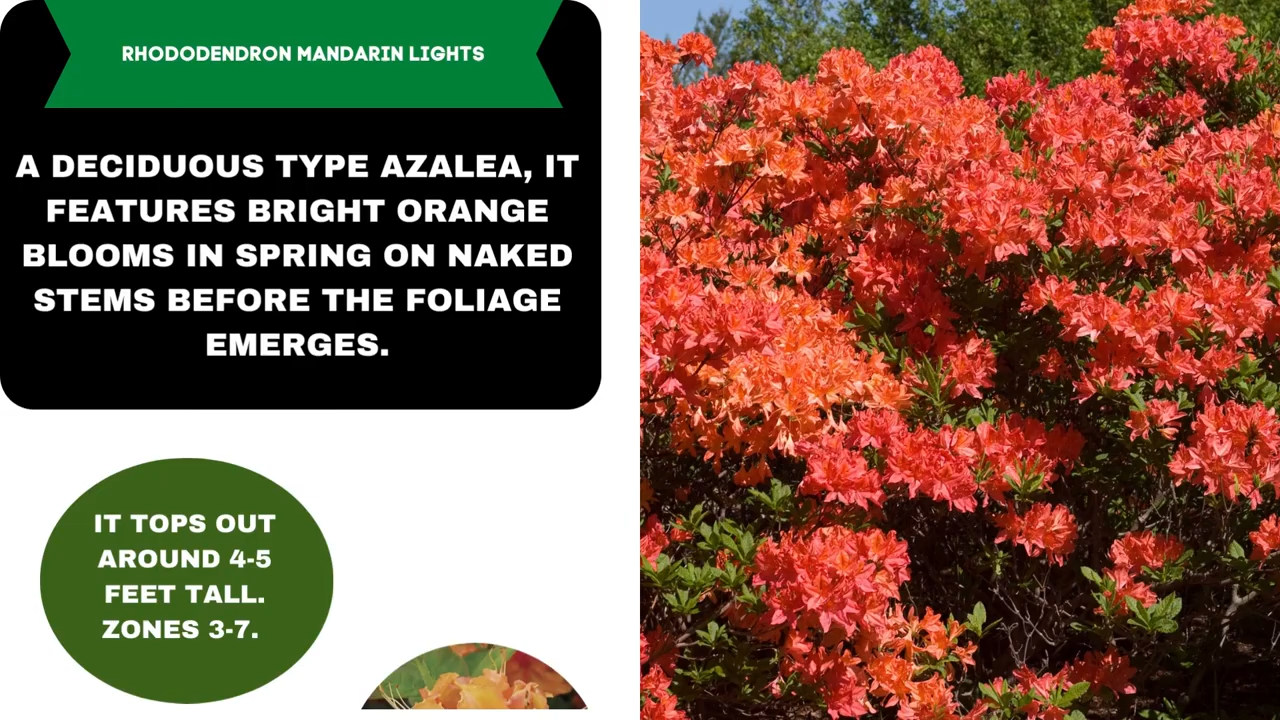 RHODODENDRON MANDARIN LIGHTS
A DECIDUOUS TYPE AZALEA, IT
FEATURES BRIGHT ORANGE
BLOOMS IN SPRING ON NAKED
STEMS BEFORE THE FOLIAGE
EMERGES.
IT TOPS OUT
AROUND 4-5
FEET TALL.
ZONES 3-7.